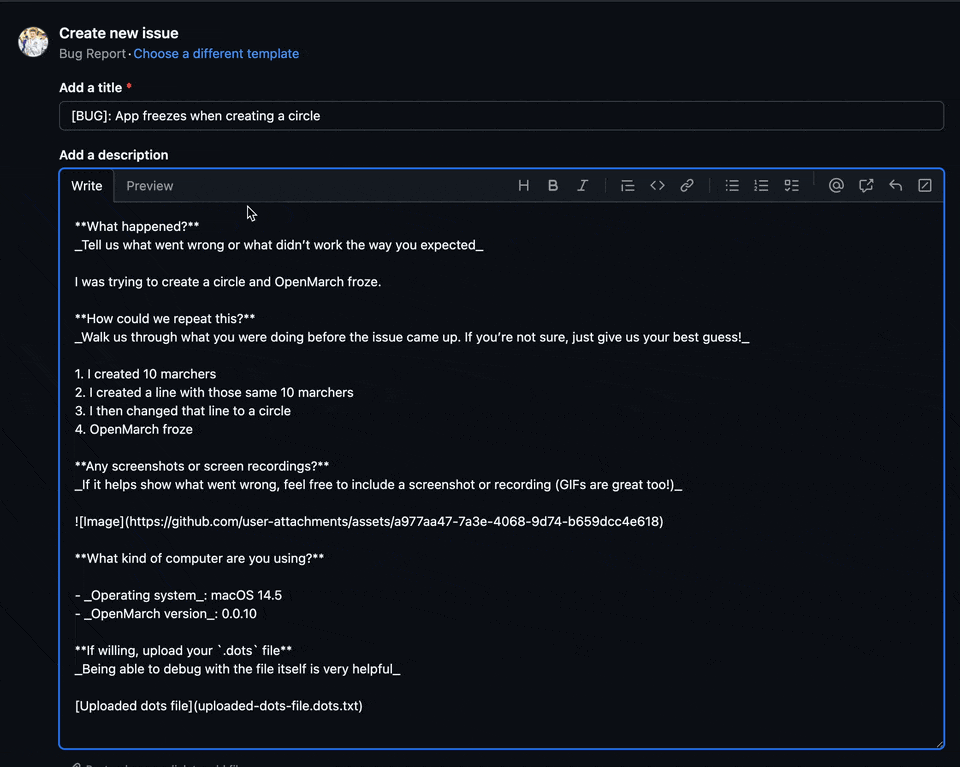 Create new issue
Bug Report · Choose a different template
Add a title *
[BUG]: App freezes when creating a circle
Add a description
Write Preview
**What happened?**
_Tell us what went wrong or what didn’t work the way you expected_
I was trying to create a circle and OpenMarch froze.
**How could we repeat this?**
_Walk us through what you were doing before the issue came up. If you’re not sure, just give us your best guess!_
1. I created 10 marchers
2. I created a line with those same 10 marchers
3. I then changed that line to a circle
4. OpenMarch froze
**Any screenshots or screen recordings?**
_If it helps show what went wrong, feel free to include a screenshot or recording (GIFs are great too!)_
![Image](https://github.com/user-attachments/assets/a977aa47-7a3e-4068-9d74-b659dcc4e618)
**What kind of computer are you using?**
- _Operating system_: macOS 14.5
- _OpenMarch version_: 0.0.10
**If willing, upload your `.dots` file**
_Being able to debug with the file itself is very helpful_
[Uploaded dots file](uploaded-dots-file.dots.txt)